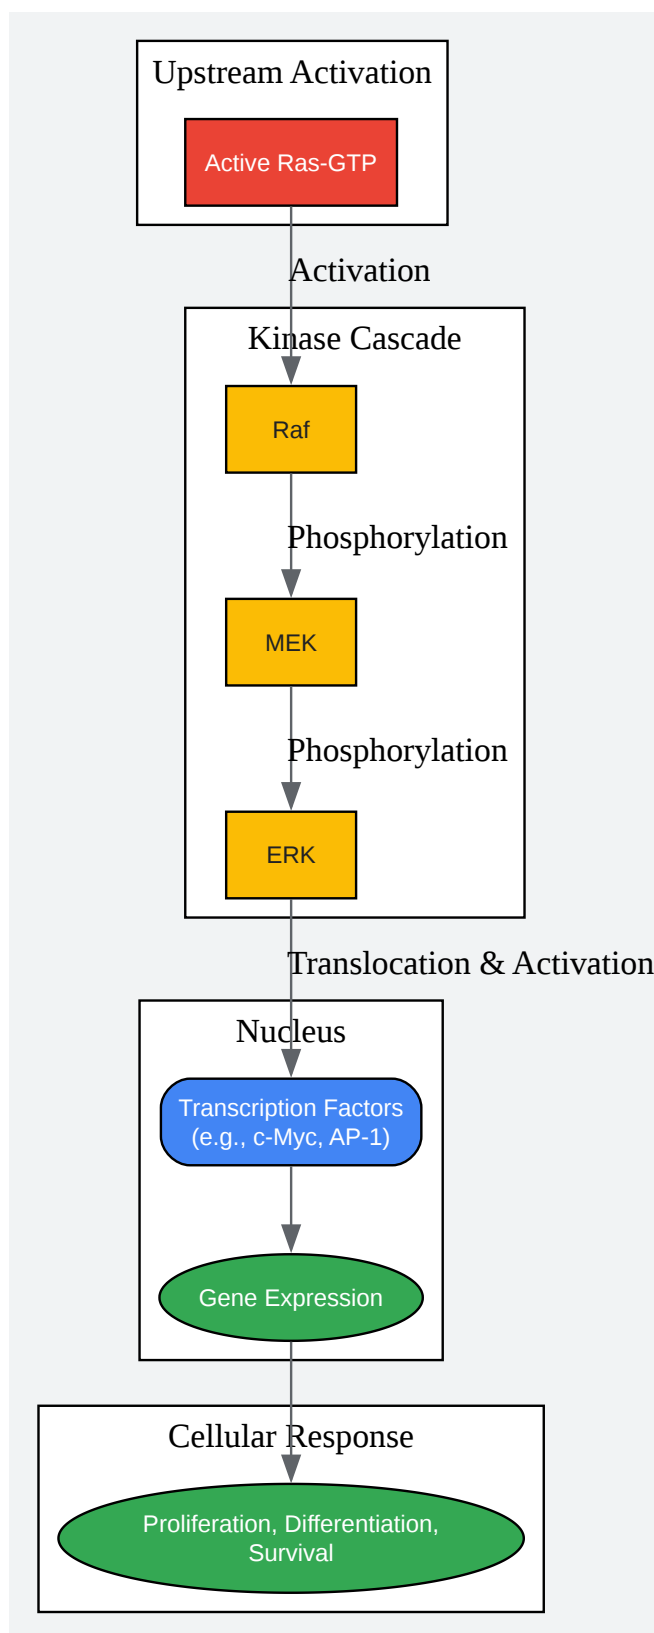 Upstream Activation
Active Ras-GTP
Activation
Kinase Cascade
Raf
Phosphorylation
MEK
Phosphorylation
ERK
Translocation & Activation
Nucleus
Transcription Factors
(e.g., c-Myc, AP-1)
Gene Expression
Cellular Response
Proliferation, Differentiation,
Survival